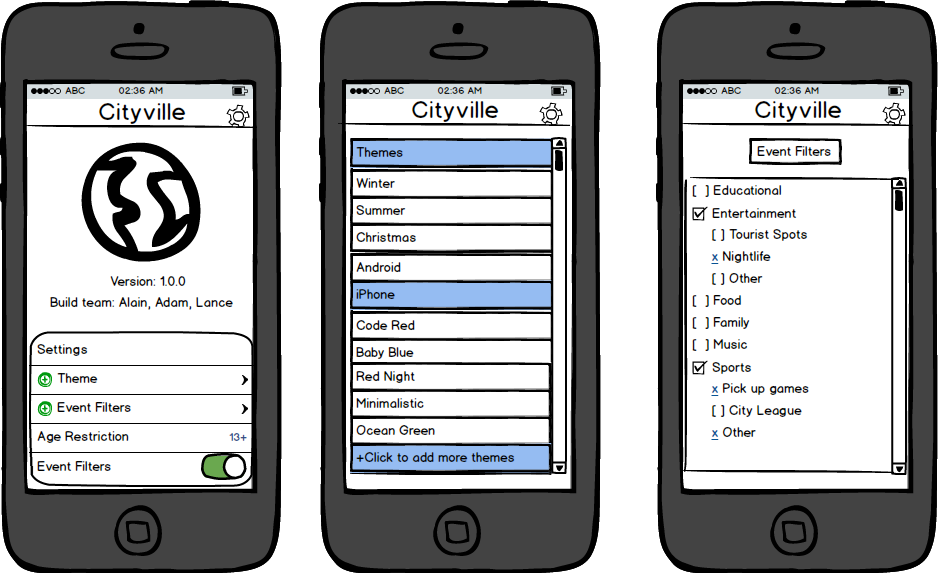 ABC 02:36 AM
Cityville
Version: 1.0.0
Build team: Alain, Adam, Lance
Settings
Theme
Event Filters
Age Restriction 13+
Event Filters
ABC 02:36 AM
Cityville
Themes
Winter
Summer
Christmas
Android
iPhone
Code Red
Baby Blue
Red Night
Minimalistic
Ocean Green
+Click to add more themes
ABC 02:36 AM
Cityville
Event Filters
[ ] Educational
Entertainment
[ ] Tourist Spots
x Nightlife
[ ] Other
[ ] Food
[ ] Family
[ ] Music
Sports
x Pick up games
[ ] City League
x Other